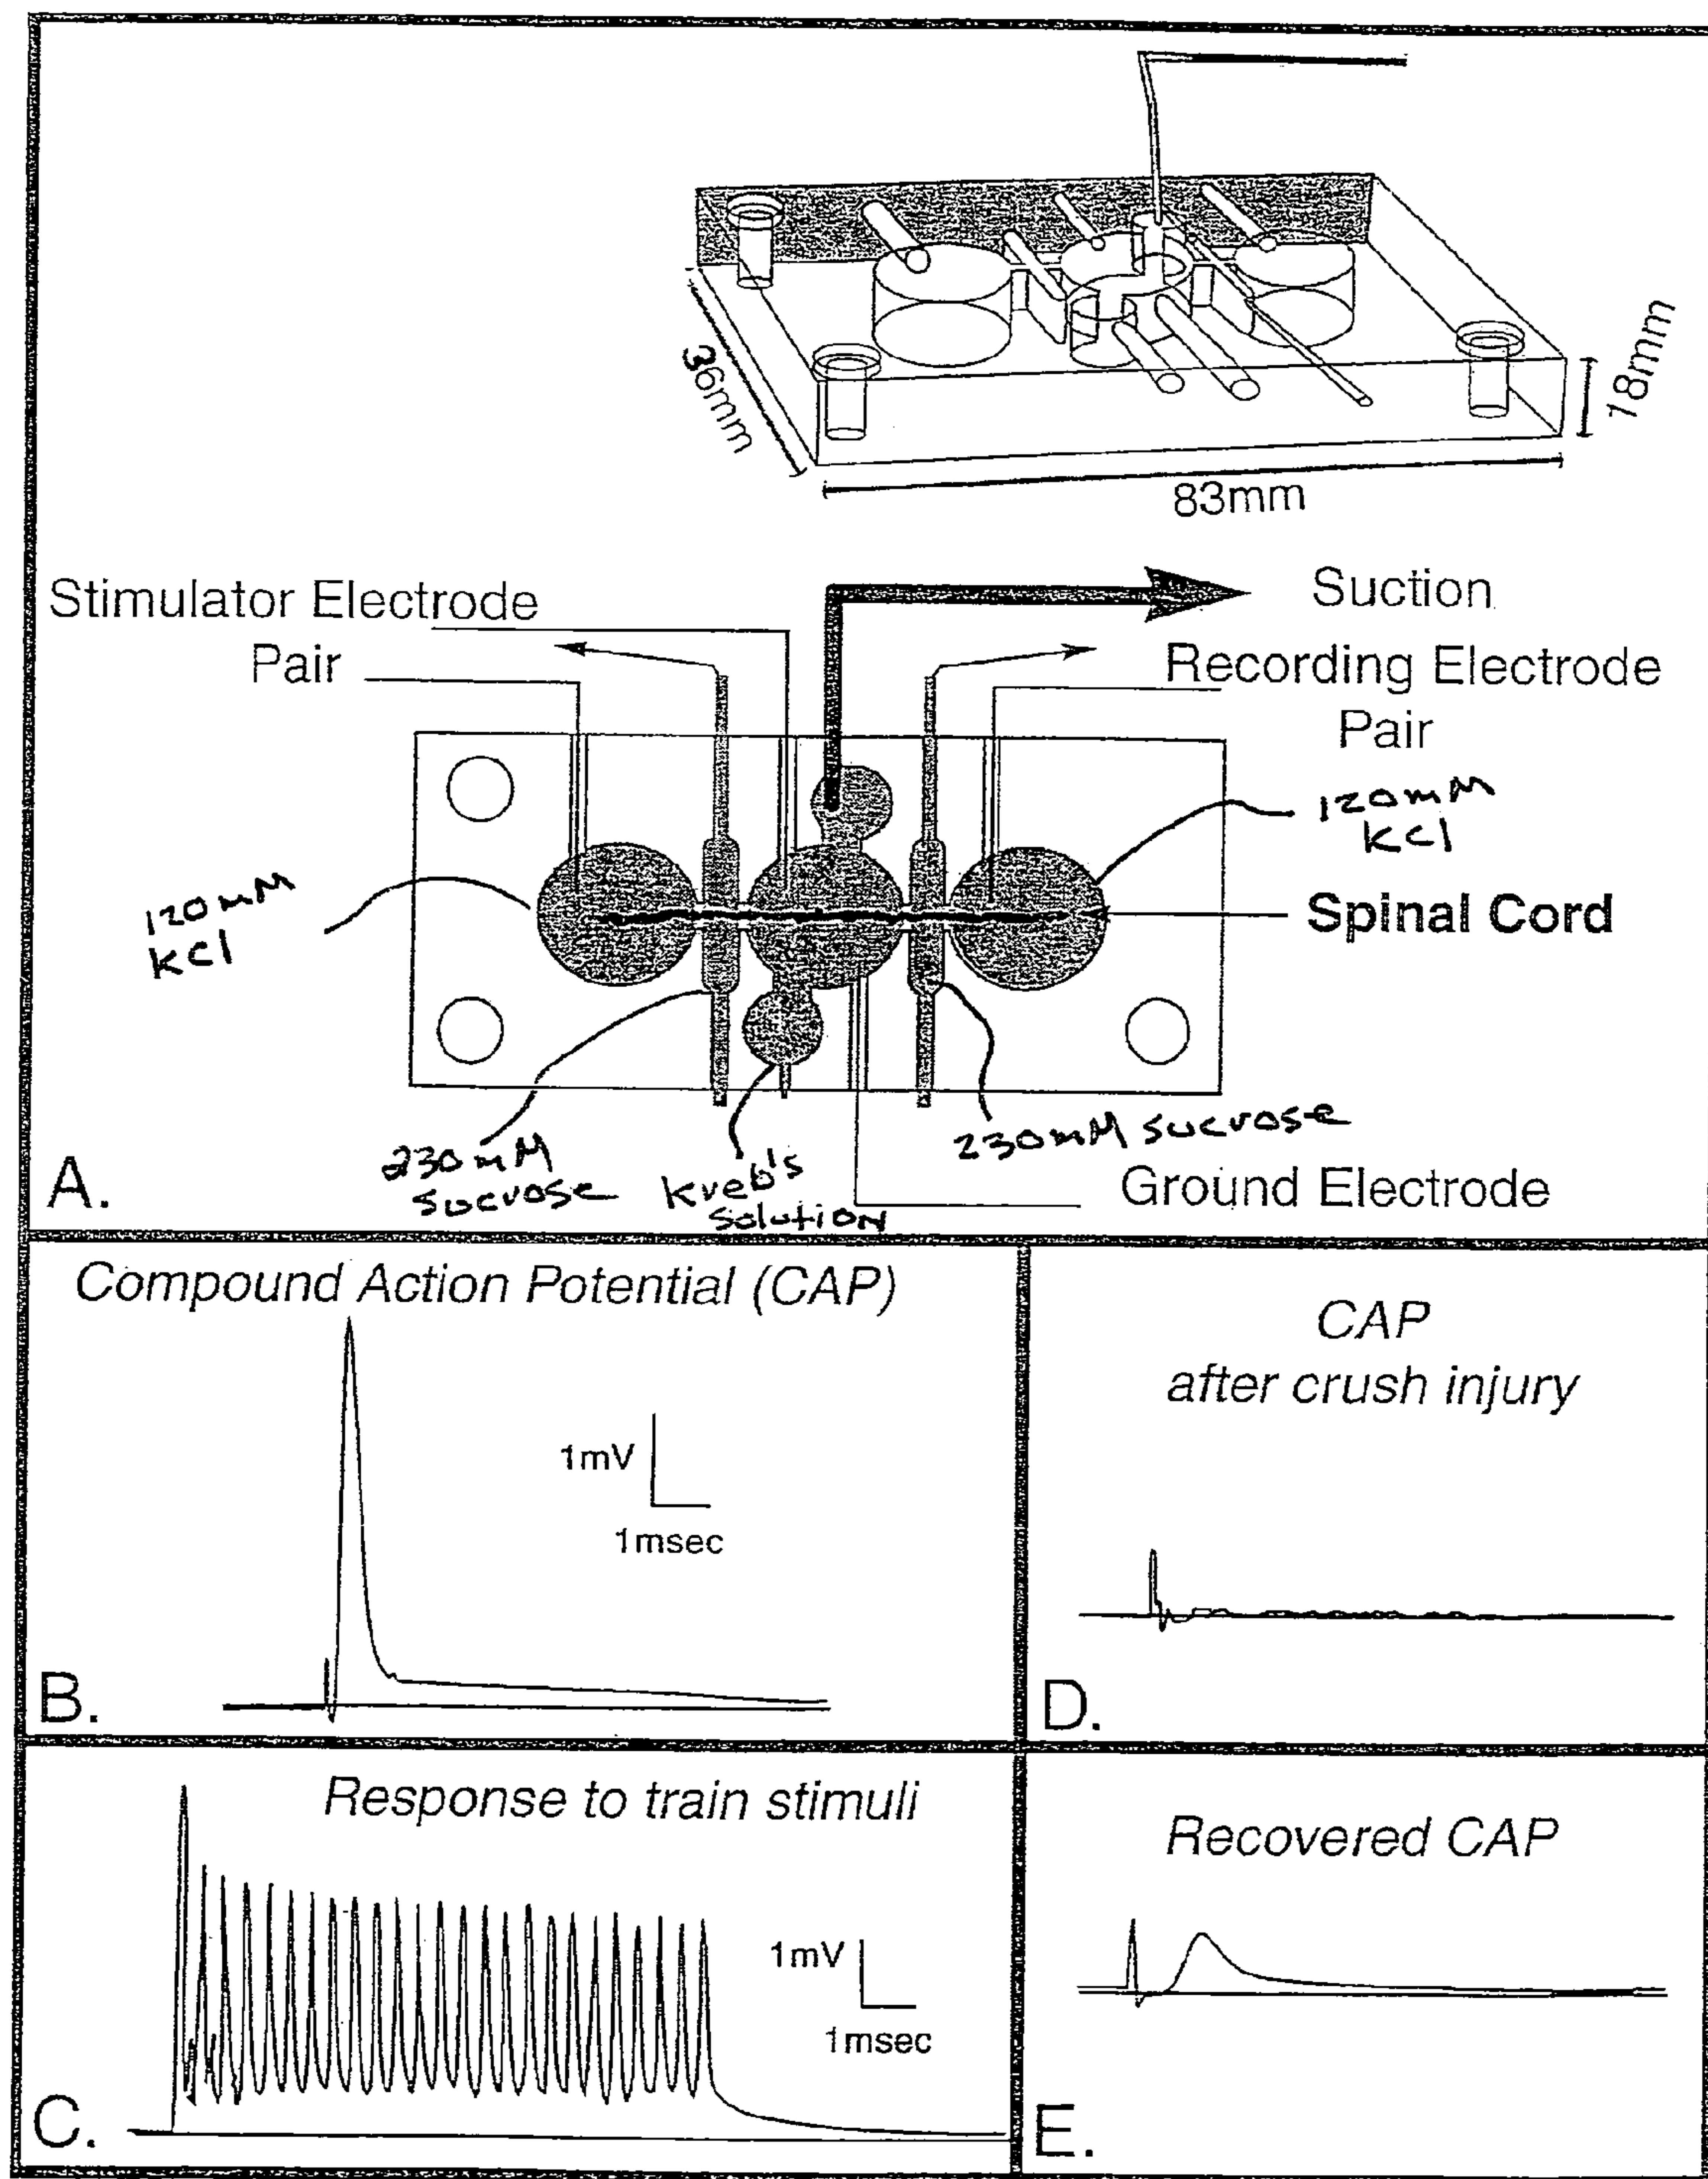 36mm
18mm
83mm
Stimulator Electrode
Pair
Suction
Recording Electrode
Pair
120mM
KCl
120mM
KCl
Spinal Cord
230mM
sucrose
Kreb's
solution
230mM sucrose
Ground Electrode
A.
Compound Action Potential (CAP)
1mV
1msec
B.
CAP
after crush injury
D.
Response to train stimuli
1mV
1msec
C.
Recovered CAP
E.